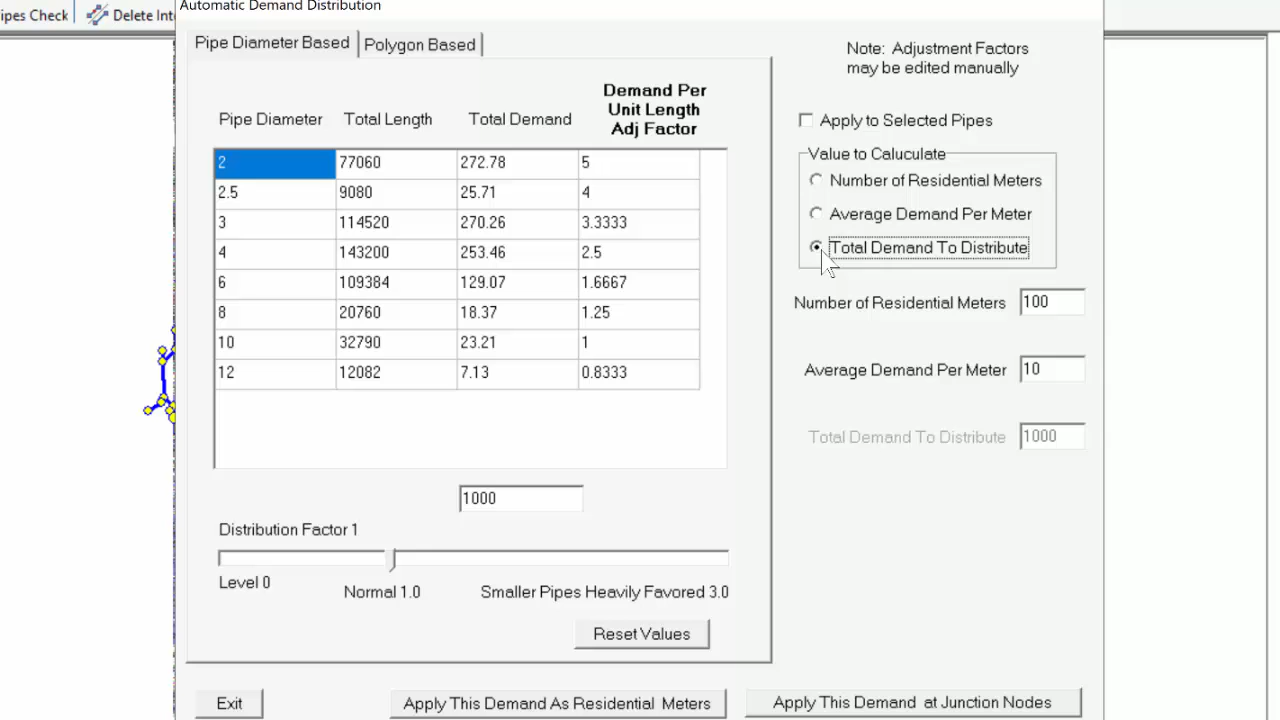 ipes Check
Delete Int
Automatic Demand Distribution
Pipe Diameter Based
Polygon Based
Note: Adjustment Factors
may be edited manually
Pipe Diameter Total Length Total Demand Demand Per Unit Length Adj Factor
2 77060 272.78 5
2.5 9080 25.71 4
3 114520 270.26 3.3333
4 143200 253.46 2.5
6 109384 129.07 1.6667
8 20760 18.37 1.25
10 32790 23.21 1
12 12082 7.13 0.8333
1000
Distribution Factor 1
Level 0
Normal 1.0
Smaller Pipes Heavily Favored 3.0
Reset Values
Apply to Selected Pipes
Value to Caluculate
Number of Residential Meters
Average Demand Per Meter
Total Demand To Distribute
Number of Residential Meters 100
Average Demand Per Meter 10
Total Demand To Distribute 1000
Exit
Apply This Demand As Residential Meters
Apply This Demand at Junction Nodes